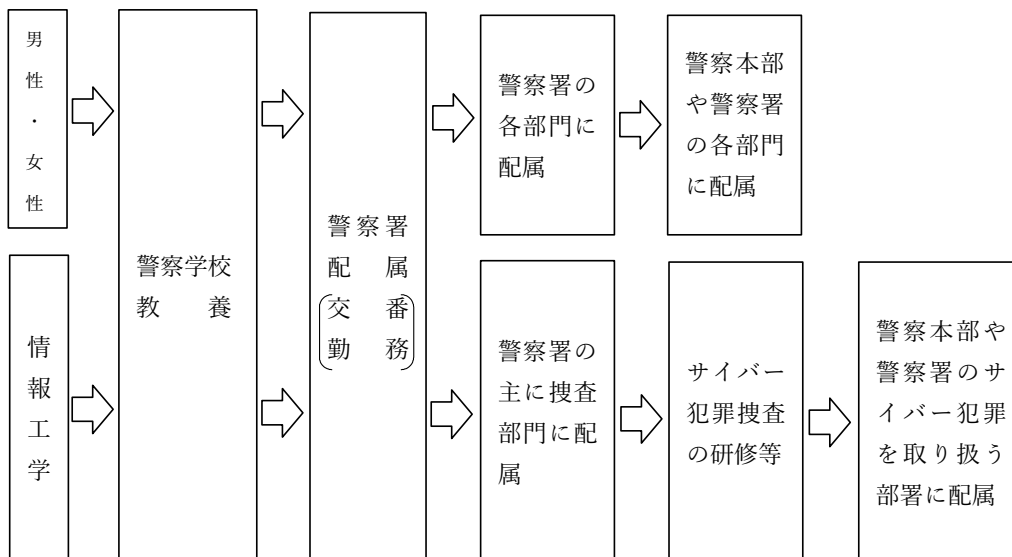 男性・女性
情報工学
警察学校
教養
警察署
配属
(交番
勤務)
警察署の
各部門に
配属
警察本部
や警察署
の各部門
に配属
警察署の
主に捜査
部門に配
属
サイバー
犯罪捜査
の研修等
警察本部や
警察署のサ
イバー犯罪
を取り扱う
部署に配属